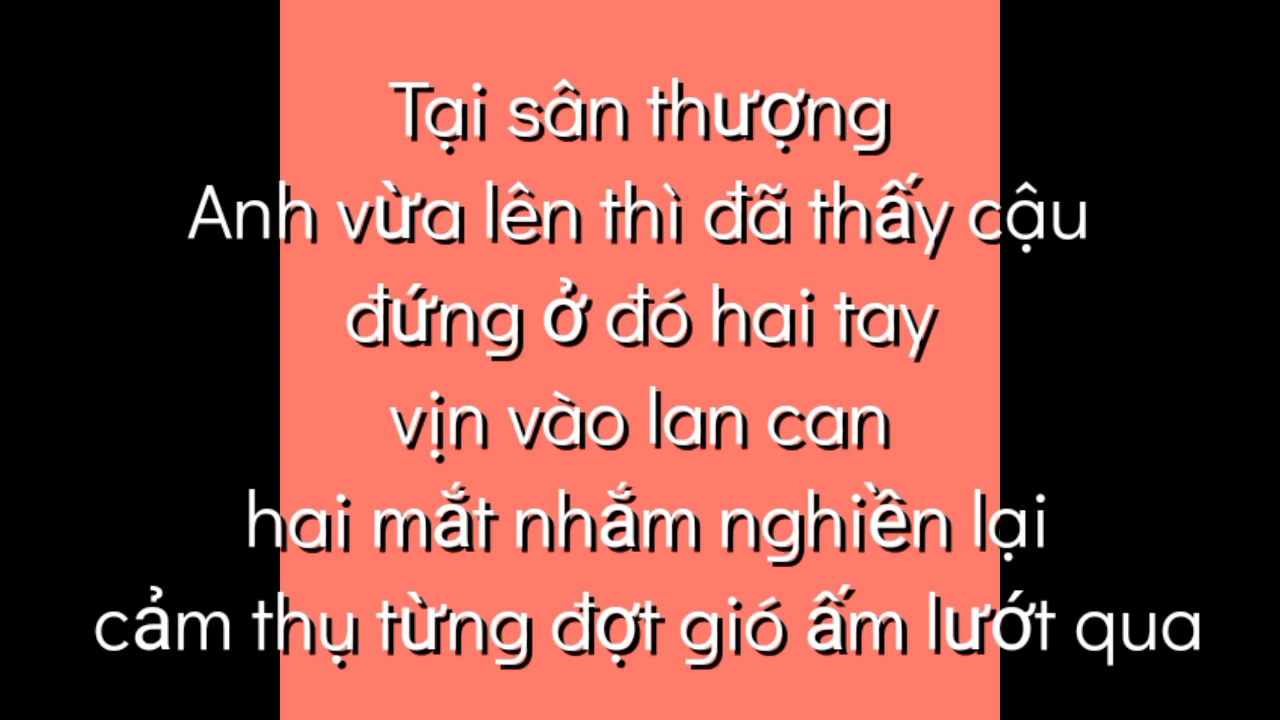 Tại sân thượng
Anh vừa lên thì đã thấy cậu
đứng ở đó hai tay
vịn vào lan can
hai mắt nhắm nghiền lại
cảm thụ từng đợt gió ấm lướt qua